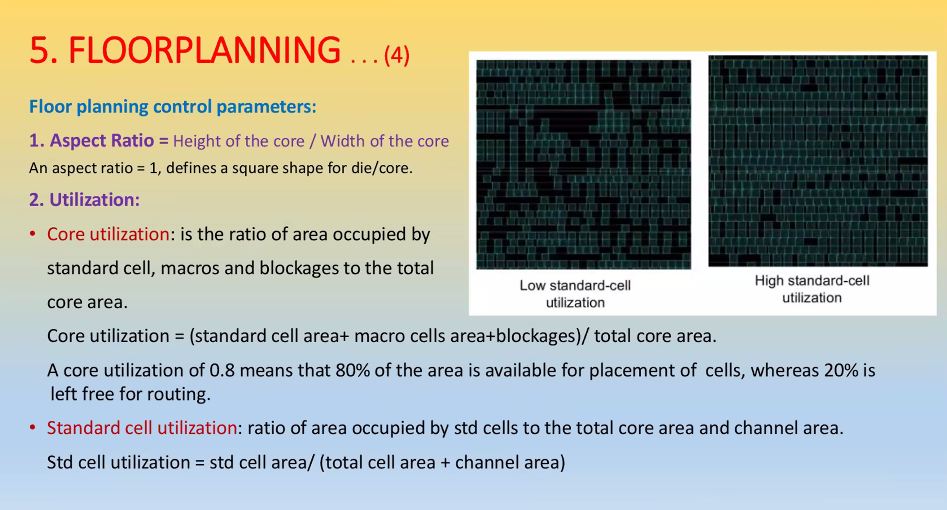 5. FLOORPLANNING . . . (4)
Floor planning control parameters:
1. Aspect Ratio = Height of the core / Width of the core
An aspect ratio = 1, defines a square shape for die/core.
2. Utilization:
• Core utilization: is the ratio of area occupied by
standard cell, macros and blockages to the total
core area.
Core utilization = (standard cell area+ macro cells area+blockages)/ total core area.
A core utilization of 0.8 means that 80% of the area is available for placement of cells, whereas 20% is
left free for routing.
• Standard cell utilization: ratio of area occupied by std cells to the total core area and channel area.
Std cell utilization = std cell area/ (total cell area + channel area)
Low standard-cell
utilization
High standard-cell
utilization